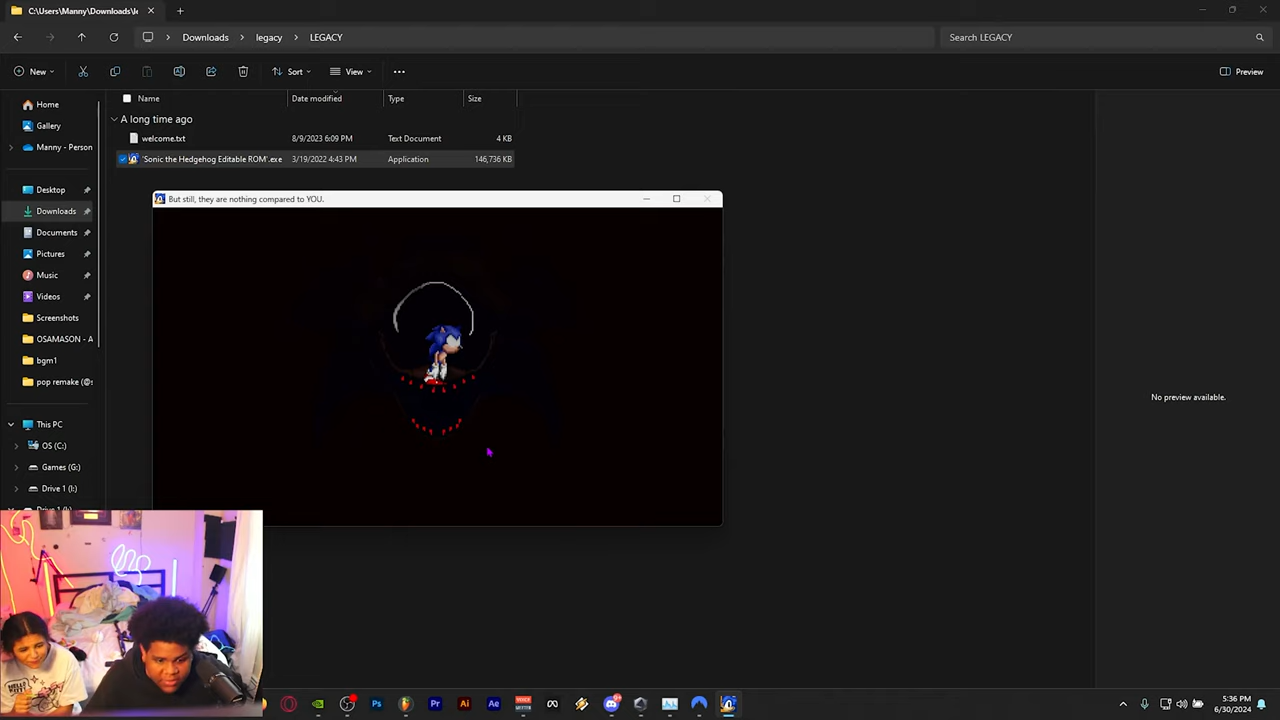 C:\Users\Manny\Downloads\le
Downloads > legacy > LEGACY
Search LEGACY
New
Sort
View
Preview
Name
Date modified
Type
Size
Home
Gallery
Manny - Person
Desktop
Downloads
Documents
Pictures
Music
Videos
Screenshots
OSAMASON - A
bgm1
pop remake (@s
This PC
OS (C:)
Games (G:)
Drive 1 (I:)
A long time ago
welcome.txt
8/9/2023 6:09 PM
Text Document
4 KB
'Sonic the Hedgehog Editable ROM'.exe
3/19/2022 4:43 PM
Application
146,736 KB
But still, they are nothing compared to YOU.
No preview available.
Ps
Pr
Ai
Ae
5:36 PM
6/30/2024